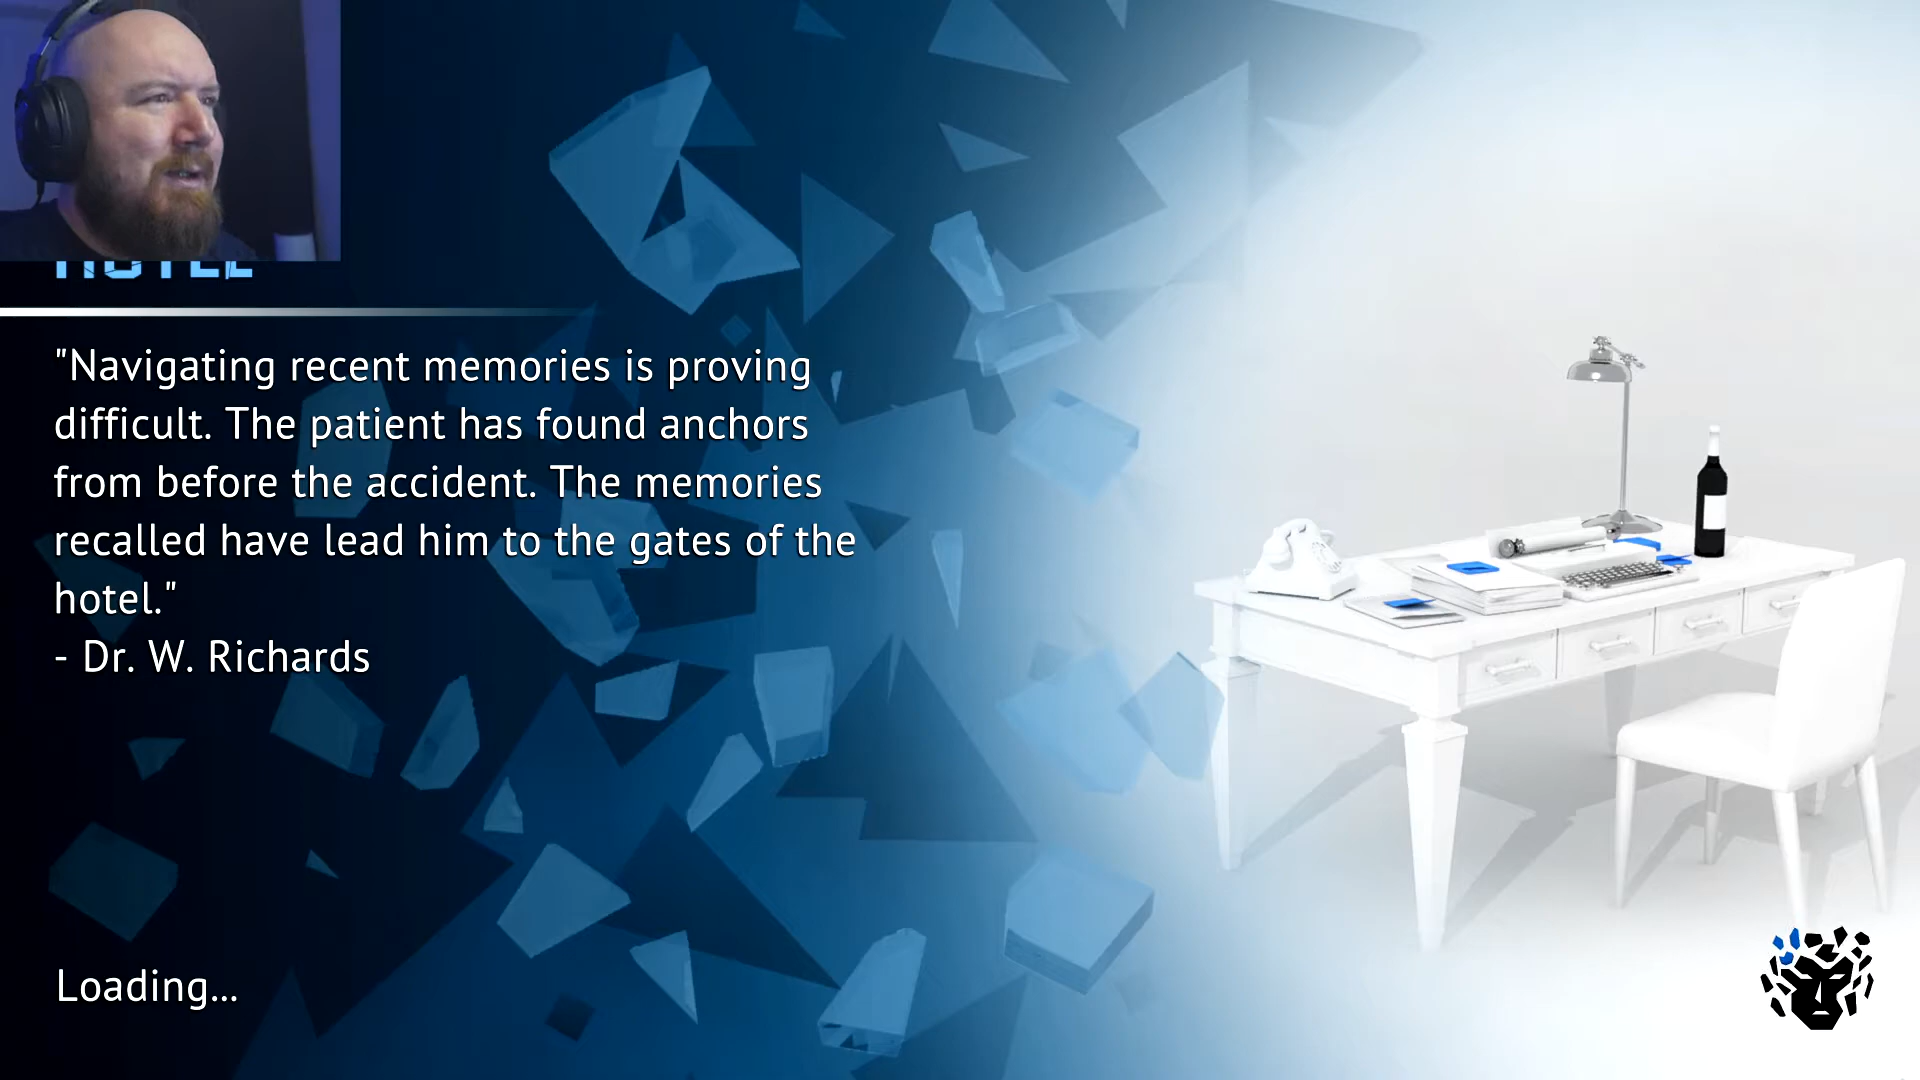 HOTEL
"Navigating recent memories is proving
difficult. The patient has found anchors
from before the accident. The memories
recalled have lead him to the gates of the
hotel."
- Dr. W. Richards
Loading...